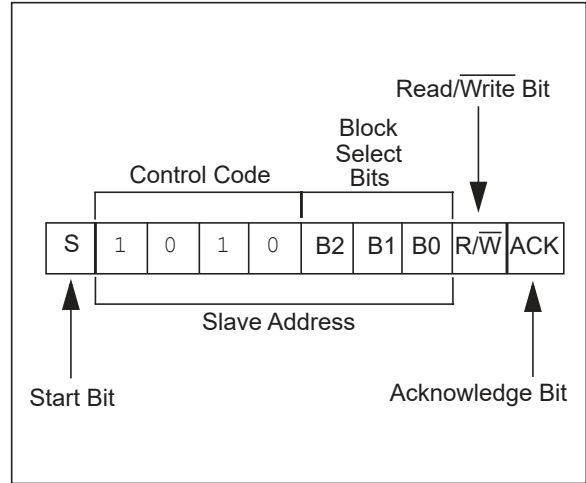 Read/Write Bit
Block
Select
Bits
Control Code
S 1 0 1 0 B2 B1 B0 R/W ACK
Slave Address
Start Bit
Acknowledge Bit